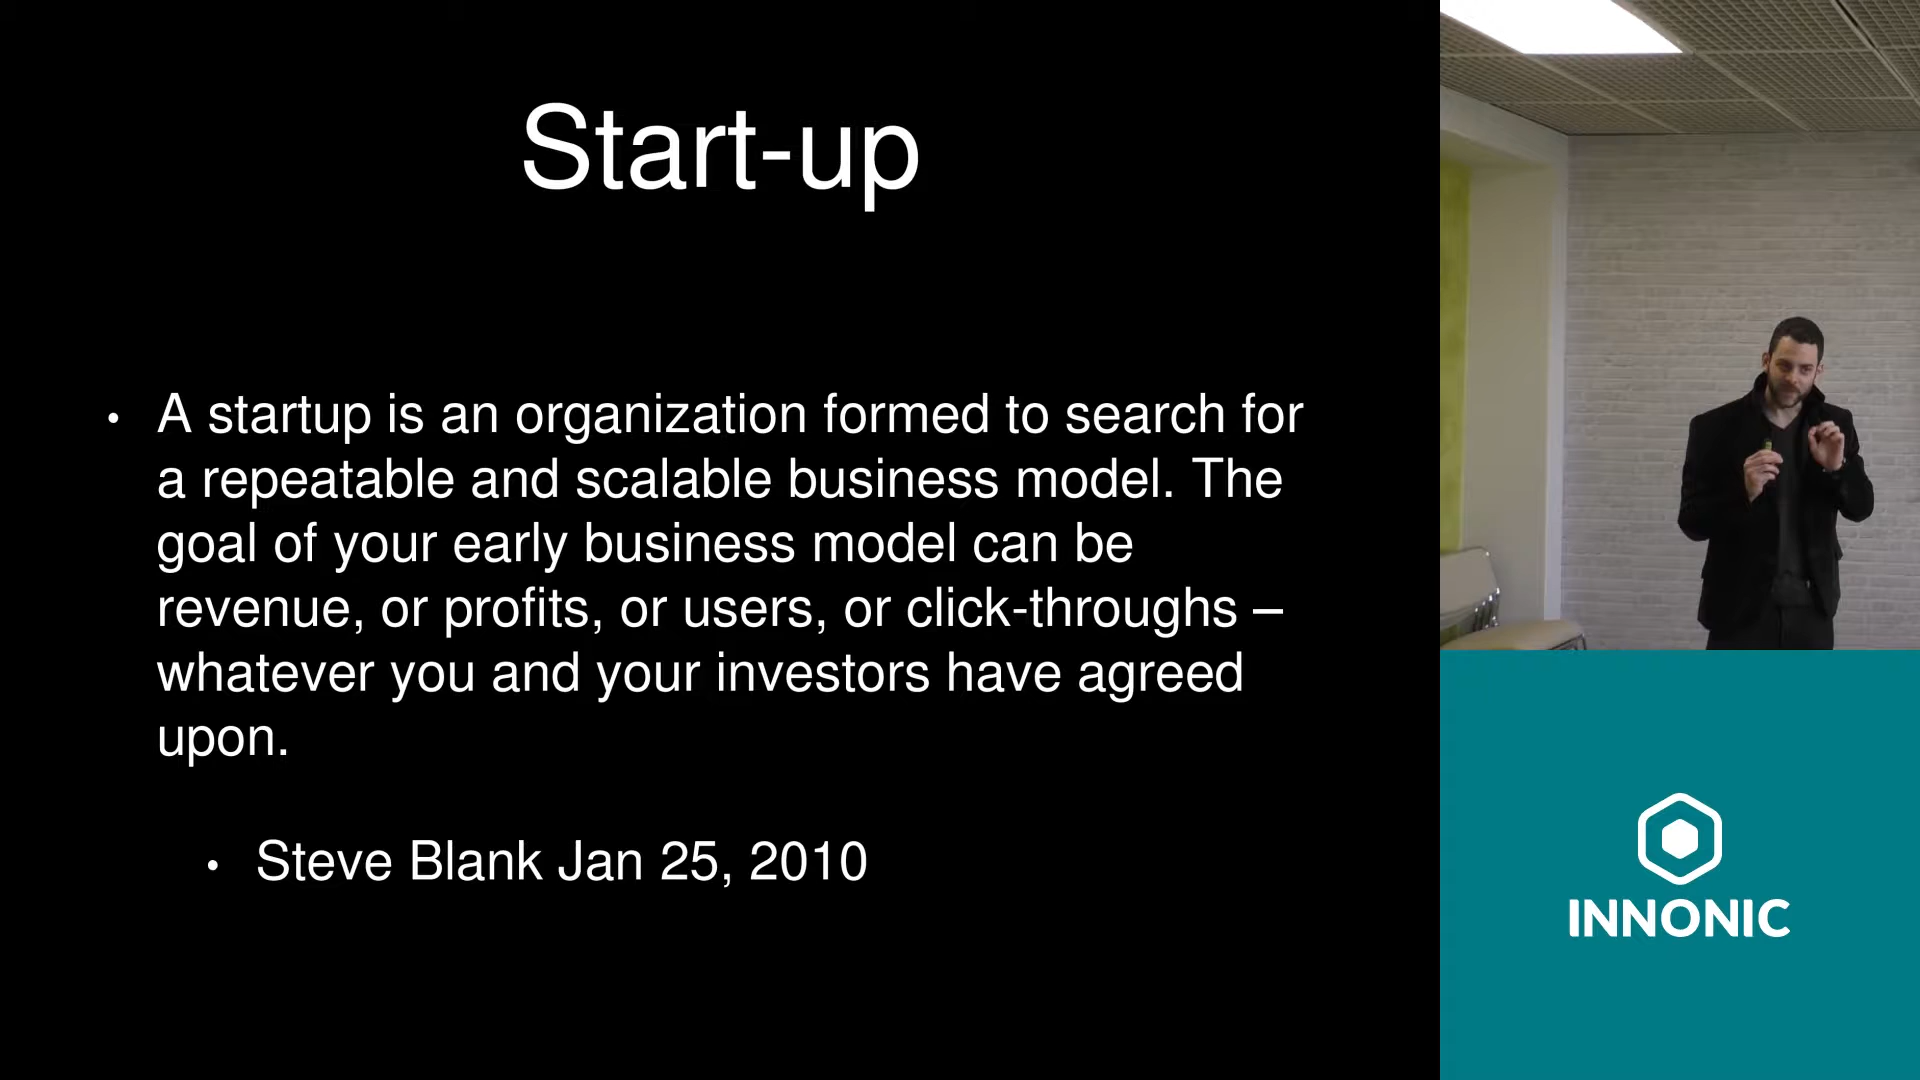 Start-up
• A startup is an organization formed to search for
a repeatable and scalable business model. The
goal of your early business model can be
revenue, or profits, or users, or click-throughs –
whatever you and your investors have agreed
upon.
• Steve Blank Jan 25, 2010
INNONIC